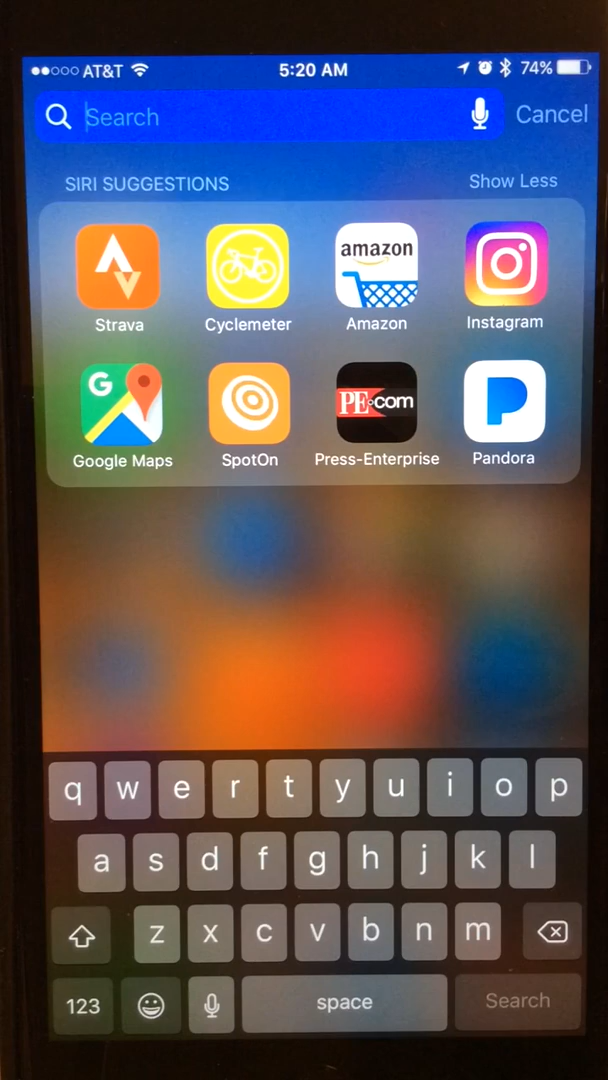 AT&T 5:20 AM 74%
Search Cancel
SIRI SUGGESTIONS Show Less
amazon
Strava Cyclemeter Amazon Instagram
G PE.com P
Google Maps SpotOn Press-Enterprise Pandora
q w e r t y u i o p
a s d f g h j k l
z x c v b n m
123 space Search